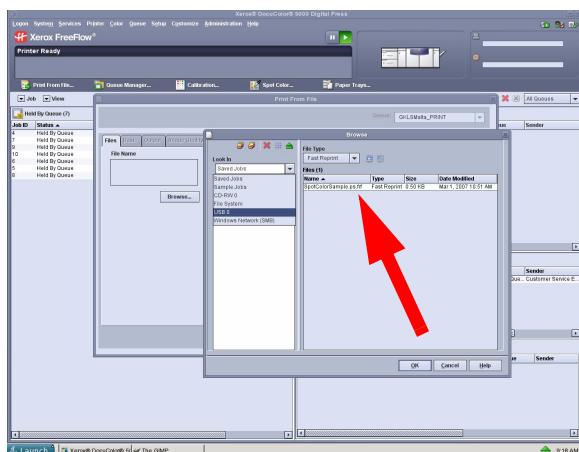 Xerox® DocuColor® 5000 Digital Press
Logon System Services Printer Color Queue Setup Customize Administration Help
Xerox FreeFlow®
Printer Ready
Print From File... Queue Manager... Calibration... Spot Color... Paper Trays...
Job View
Print From File
All Queues
Held By Queue (7)
Queue: GKLSMolta_PRINT
Job ID Status
Sender
4 Held By Queue
7 Held By Queue
9 Held By Queue
10 Held By Queue
6 Held By Queue
5 Held By Queue
8 Held By Queue
Files Basic Output Image Quality
File Name
Browse...
Browse
Look In
Saved Jobs
Saved Jobs
Sample Jobs
CD-RW 0
File System
USB 0
Windows Network (SMB)
File Type
Fast Reprint
Files (1)
Name Type Size Date Modified
SpotColorSample.ps.frf Fast Reprint 0.50 KB Mar 1, 2007 10:51 AM
Sender
Customer Service E...
Sender
OK Cancel Help
Launch Xerox® DocuColor® 50 The GIMP 9:18 AM